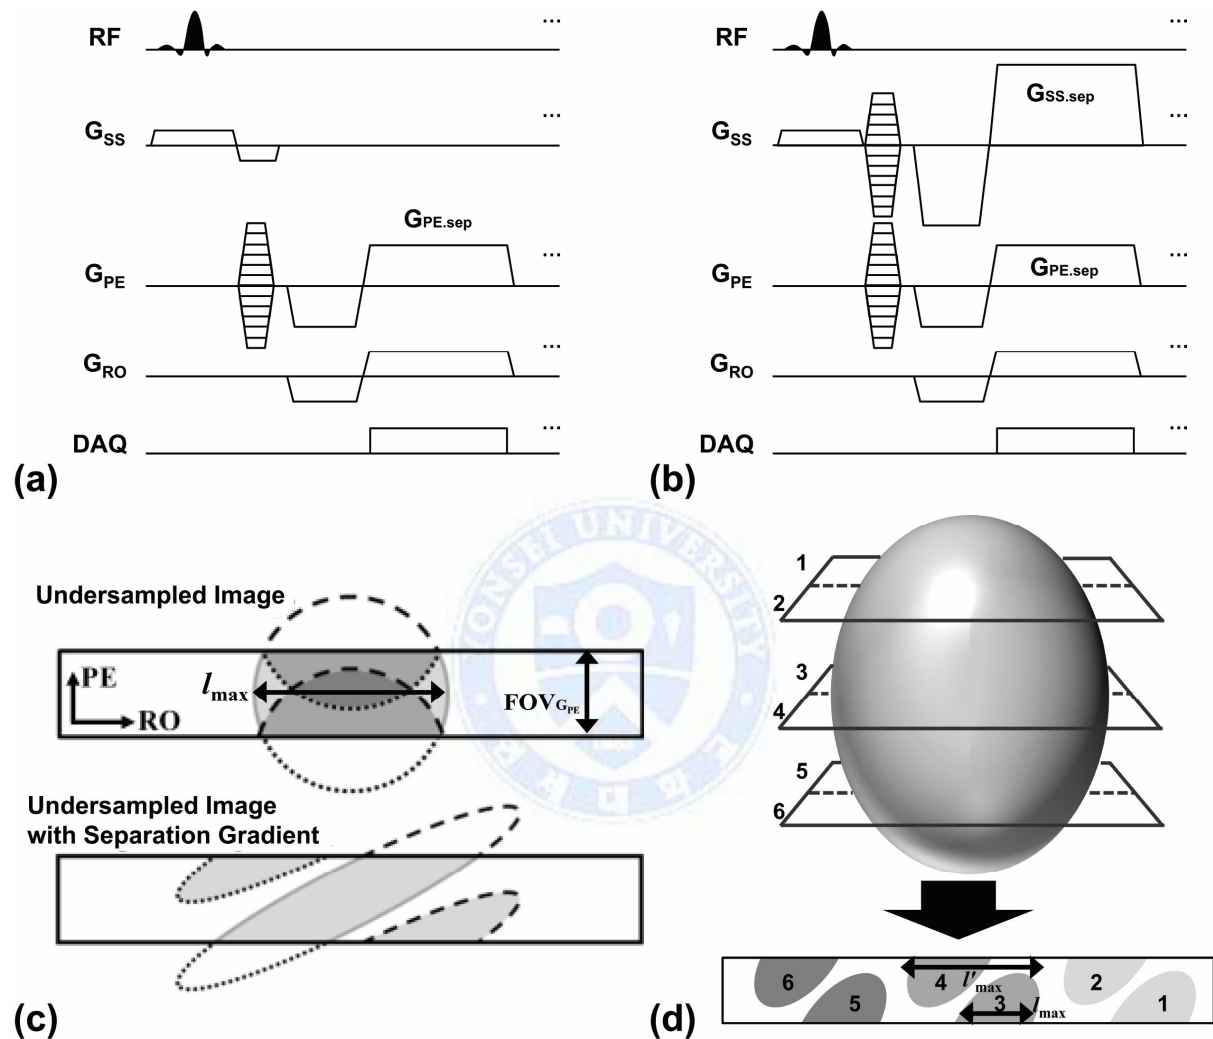 RF
...
G_SS
...
G_PE.sep
G_PE
...
G_RO
...
DAQ
...
(a)
RF
...
G_SS.sep
G_SS
...
G_PE.sep
G_PE
...
G_RO
...
DAQ
...
(b)
YONSEI UNIVERSITY
Undersampled Image
PE
RO
l_max
FOV_G_PE
Undersampled Image
with Separation Gradient
(c)
1
2
3
4
5
6
6
5
4
l'_max
3
l_max
2
1
(d)